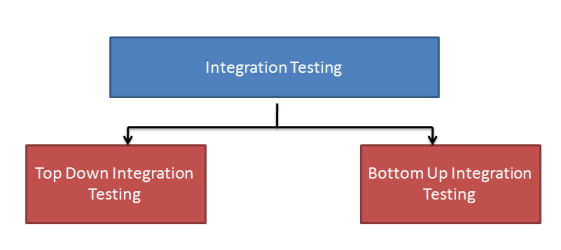 Integration Testing
Top Down Integration
Testing
Bottom Up Integration
Testing